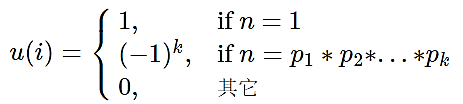 1, if n = 1
u(i) = { (-1)^k, if n = p_1 * p_2 * ... * p_k
0, 其它